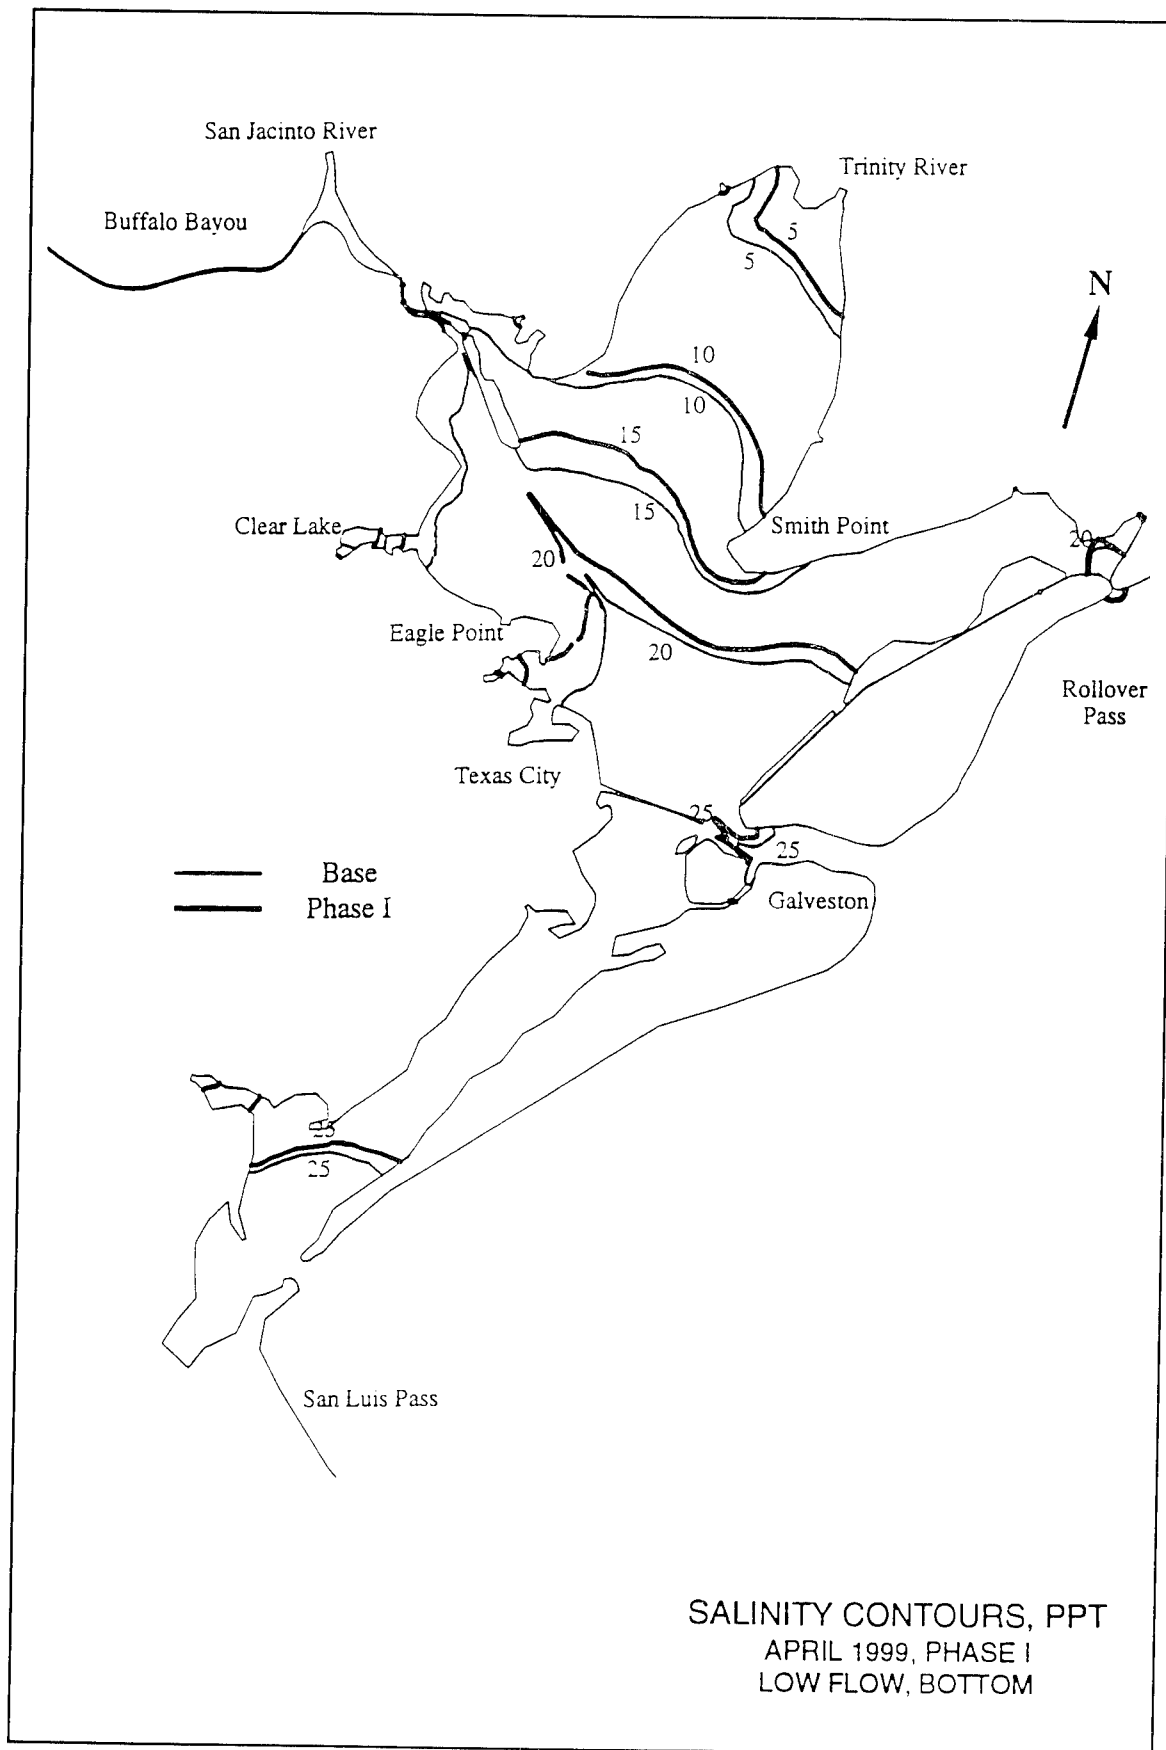 San Jacinto River
Trinity River
Buffalo Bayou
5
5
N
10
10
15
15
Clear Lake
Smith Point
20
20
Eagle Point
20
Rollover
Pass
Texas City
25
25
Base
Phase I
Galveston
25
25
San Luis Pass
SALINITY CONTOURS, PPT
APRIL 1999, PHASE I
LOW FLOW, BOTTOM